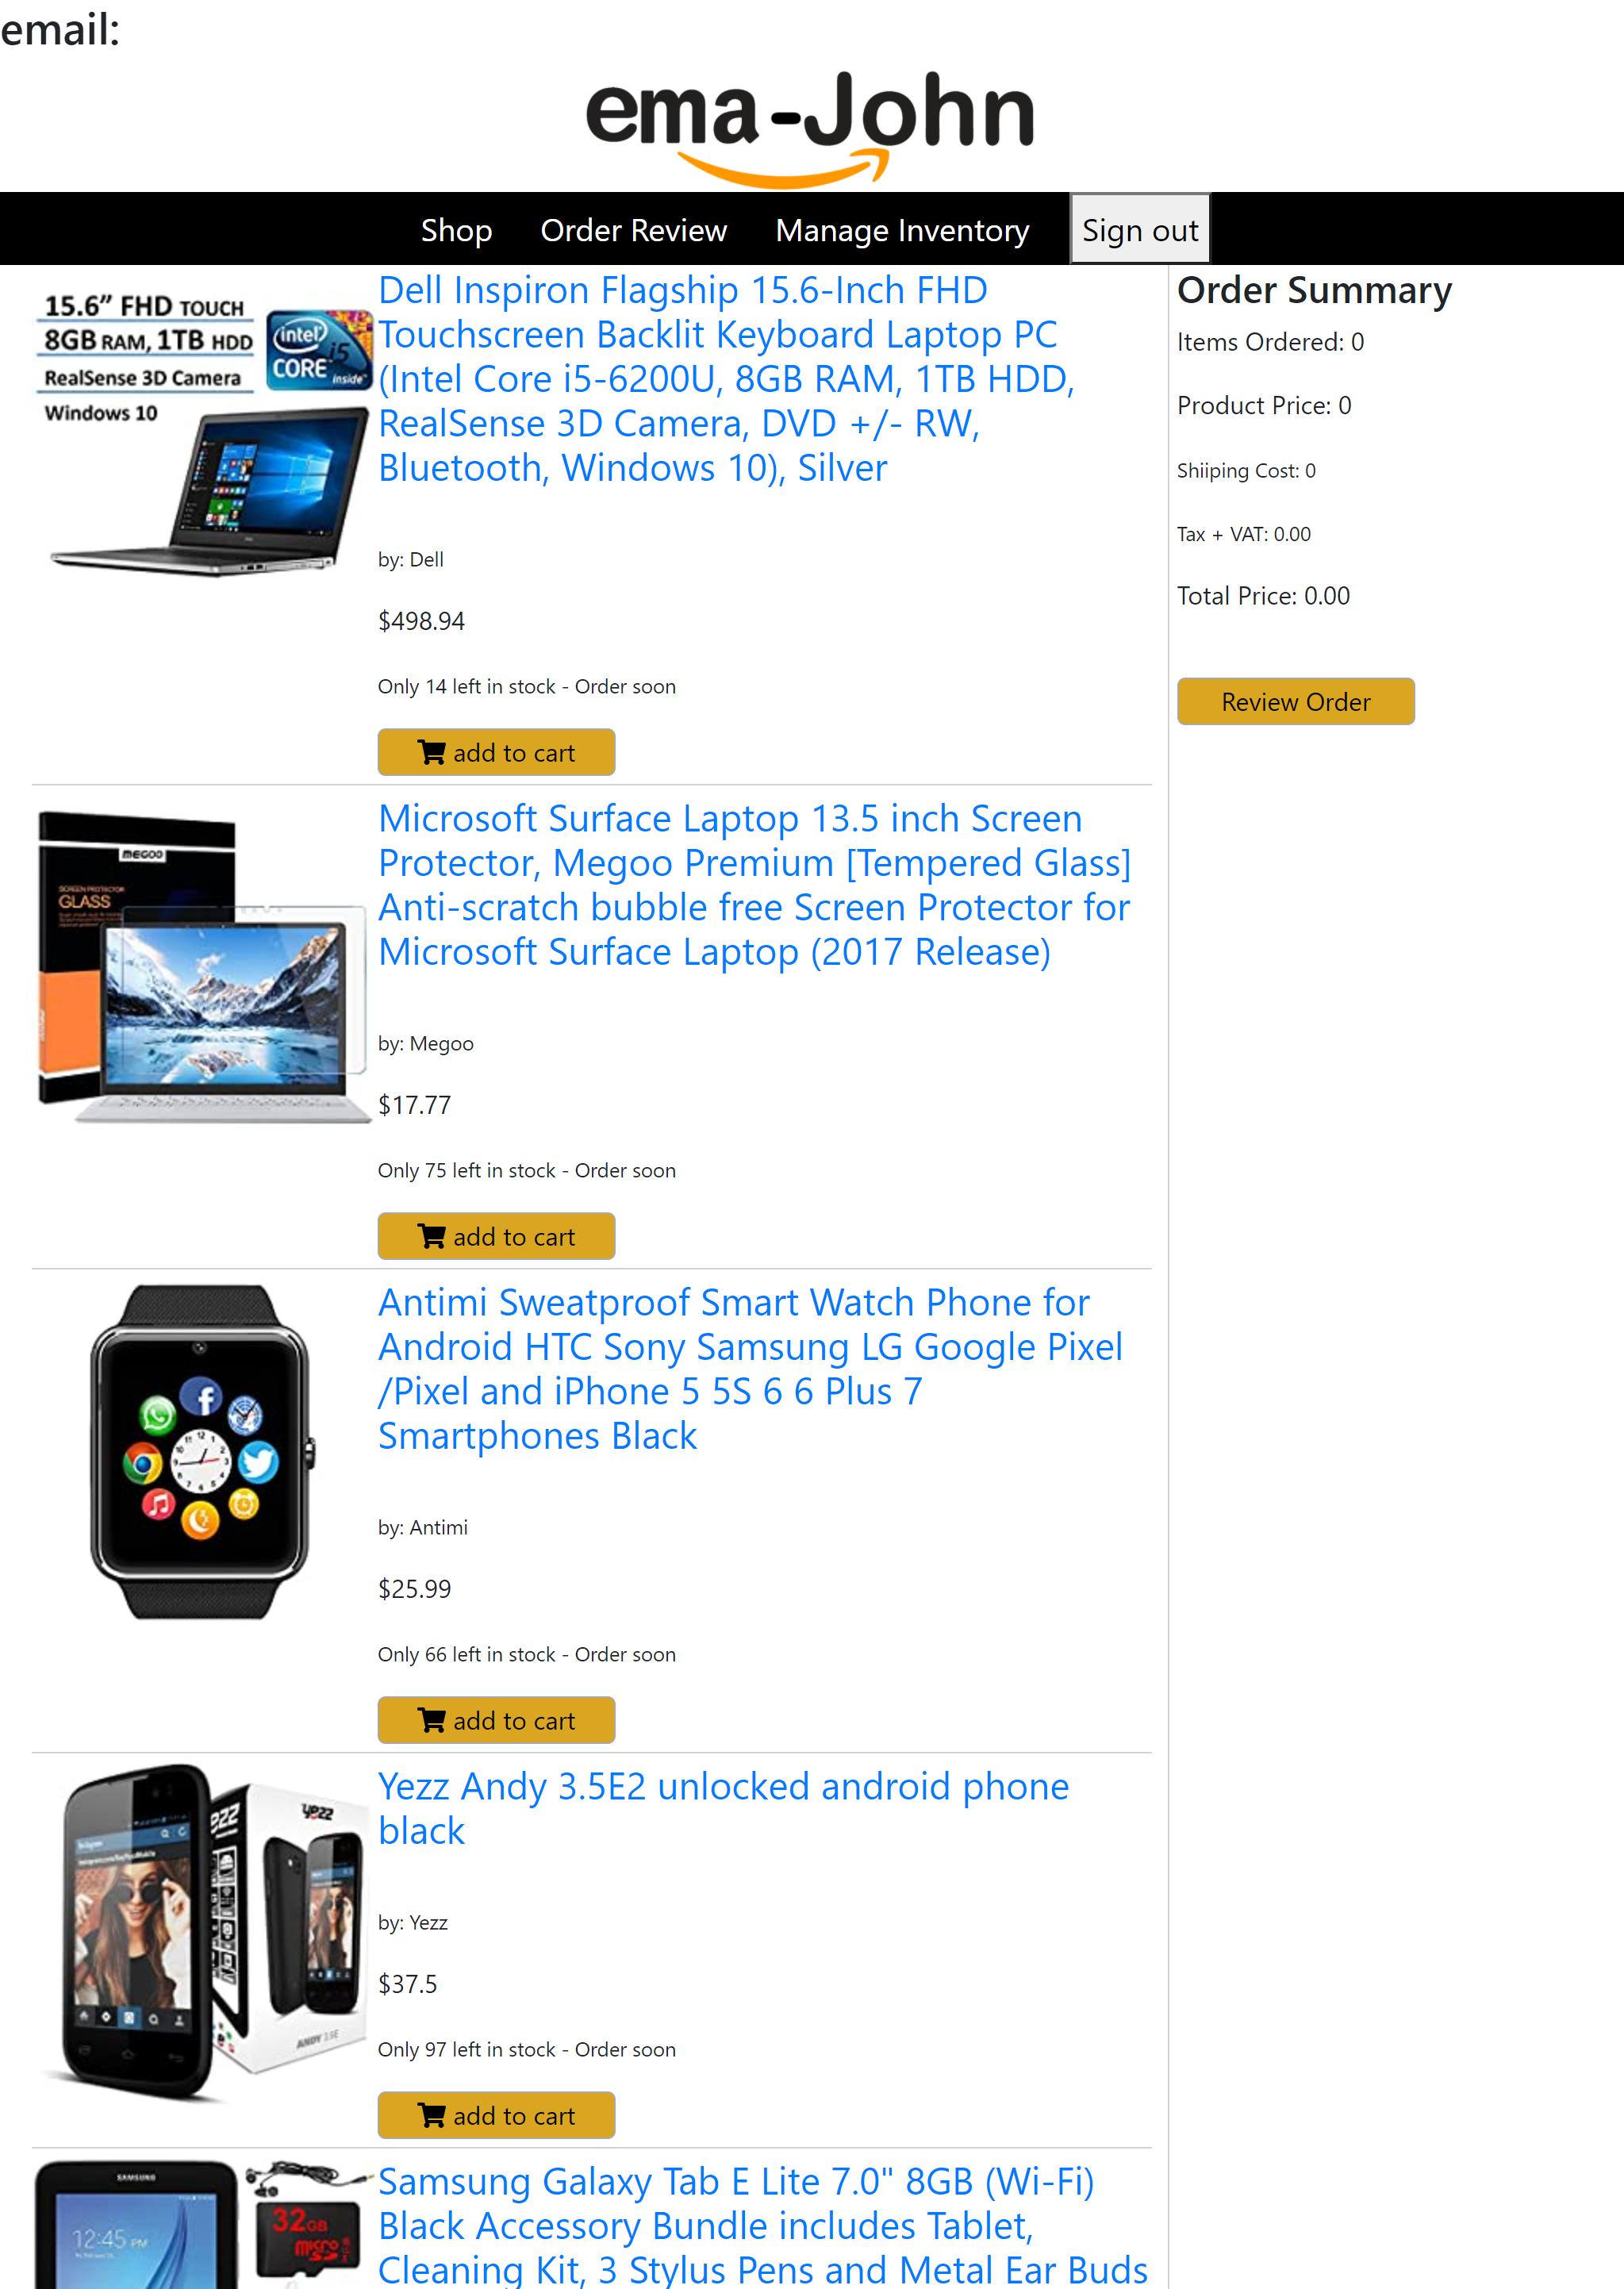 email:
ema-John
Shop Order Review Manage Inventory Sign out
15.6” FHD TOUCH
8GB RAM, 1TB HDD
RealSense 3D Camera
Windows 10
intel
CORE i5
inside™
Dell Inspiron Flagship 15.6-Inch FHD
Touchscreen Backlit Keyboard Laptop PC
(Intel Core i5-6200U, 8GB RAM, 1TB HDD,
RealSense 3D Camera, DVD +/- RW,
Bluetooth, Windows 10), Silver
by: Dell
$498.94
Only 14 left in stock - Order soon
add to cart
MEGOO
SCREEN PROTECTOR
GLASS
Microsoft Surface Laptop 13.5 inch Screen
Protector, Megoo Premium [Tempered Glass]
Anti-scratch bubble free Screen Protector for
Microsoft Surface Laptop (2017 Release)
by: Megoo
$17.77
Only 75 left in stock - Order soon
add to cart
Antimi Sweatproof Smart Watch Phone for
Android HTC Sony Samsung LG Google Pixel
/Pixel and iPhone 5 5S 6 6 Plus 7
Smartphones Black
by: Antimi
$25.99
Only 66 left in stock - Order soon
add to cart
yezz
ANDY 3.5E
Yezz Andy 3.5E2 unlocked android phone
black
by: Yezz
$37.5
Only 97 left in stock - Order soon
add to cart
SAMSUNG
12:45 PM
32GB
micro
Samsung Galaxy Tab E Lite 7.0" 8GB (Wi-Fi)
Black Accessory Bundle includes Tablet,
Cleaning Kit, 3 Stylus Pens and Metal Ear Buds
Order Summary
Items Ordered: 0
Product Price: 0
Shiiping Cost: 0
Tax + VAT: 0.00
Total Price: 0.00
Review Order